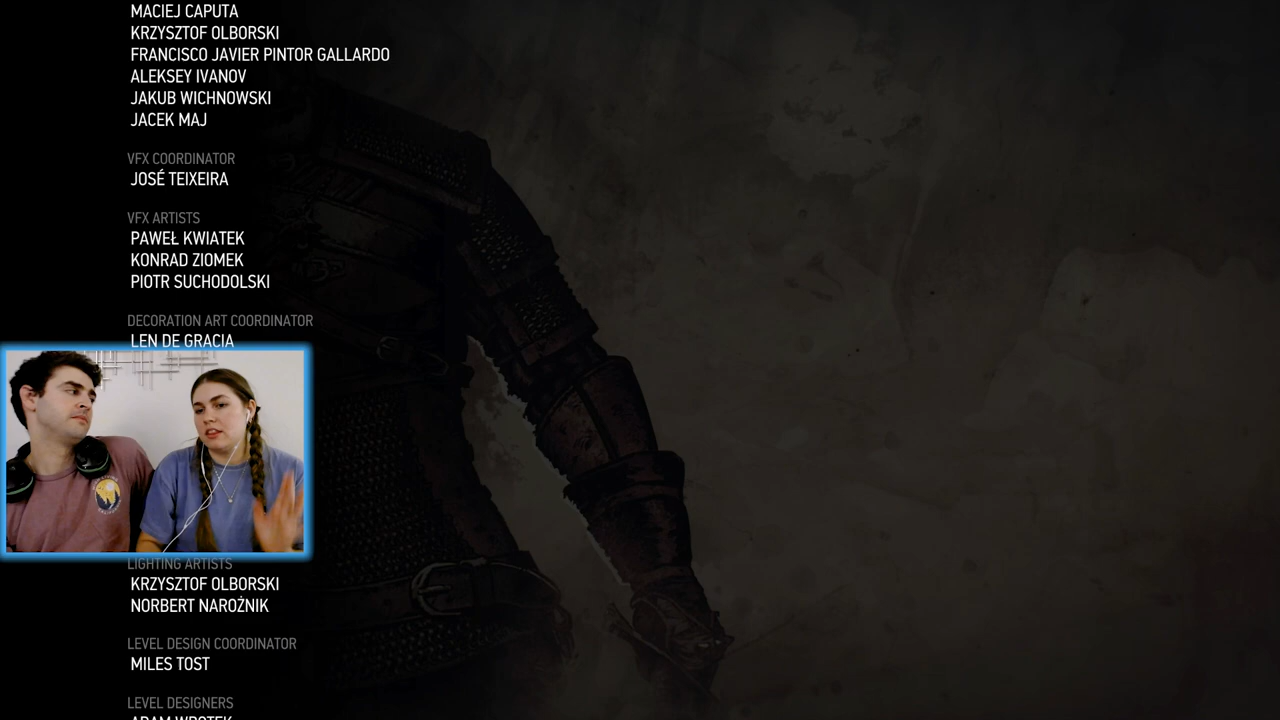 MACIEJ CAPUTA
KRZYSZTOF OLBORSKI
FRANCISCO JAVIER PINTOR GALLARDO
ALEKSEY IVANOV
JAKUB WICHNOWSKI
JACEK MAJ
VFX COORDINATOR
JOSÉ TEIXEIRA
VFX ARTISTS
PAWEŁ KWIATEK
KONRAD ZIOMEK
PIOTR SUCHODOLSKI
DECORATION ART COORDINATOR
LEN DE GRACIA
LIGHTING ARTISTS
KRZYSZTOF OLBORSKI
NORBERT NAROŻNIK
LEVEL DESIGN COORDINATOR
MILES TOST
LEVEL DESIGNERS